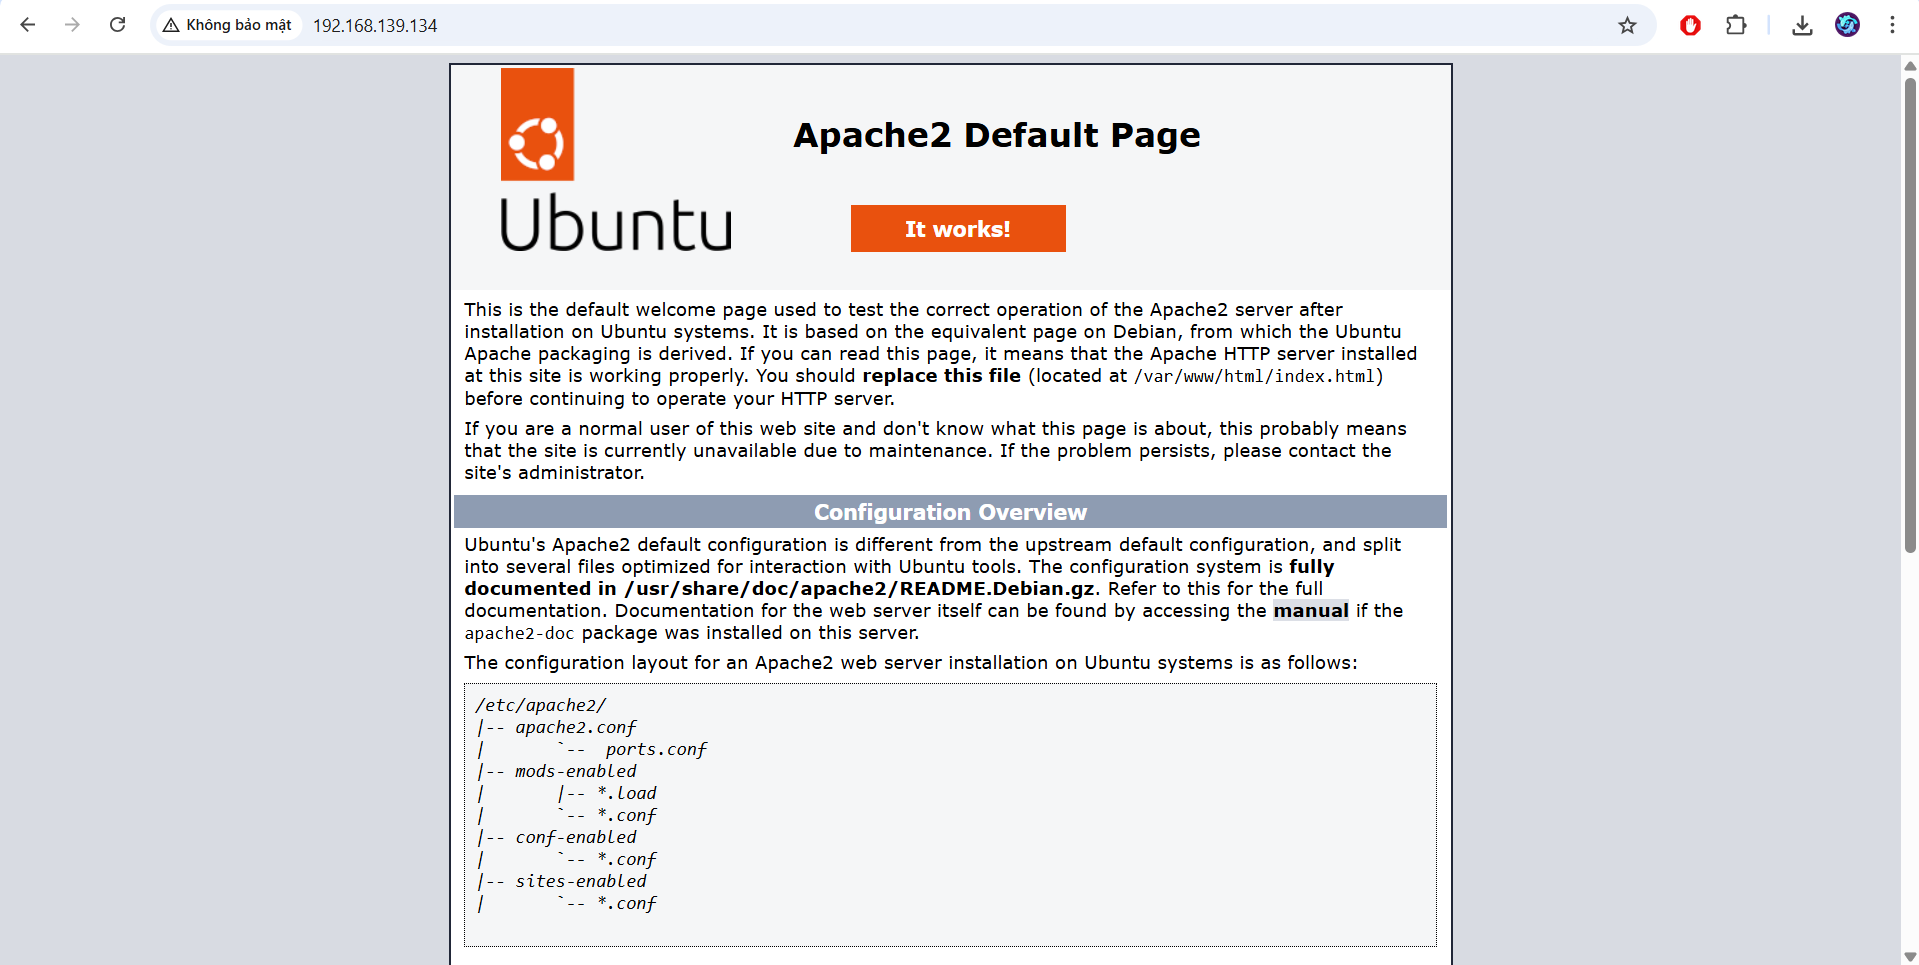 Không bảo mật 192.168.139.134
Apache2 Default Page
Ubuntu
It works!
This is the default welcome page used to test the correct operation of the Apache2 server after
installation on Ubuntu systems. It is based on the equivalent page on Debian, from which the Ubuntu
Apache packaging is derived. If you can read this page, it means that the Apache HTTP server installed
at this site is working properly. You should replace this file (located at /var/www/html/index.html)
before continuing to operate your HTTP server.
If you are a normal user of this web site and don't know what this page is about, this probably means
that the site is currently unavailable due to maintenance. If the problem persists, please contact the
site's administrator.
Configuration Overview
Ubuntu's Apache2 default configuration is different from the upstream default configuration, and split
into several files optimized for interaction with Ubuntu tools. The configuration system is fully
documented in /usr/share/doc/apache2/README.Debian.gz. Refer to this for the full
documentation. Documentation for the web server itself can be found by accessing the manual if the
apache2-doc package was installed on this server.
The configuration layout for an Apache2 web server installation on Ubuntu systems is as follows:
/etc/apache2/
|-- apache2.conf
|       `--  ports.conf
|-- mods-enabled
|       |-- *.load
|       `-- *.conf
|-- conf-enabled
|       `-- *.conf
|-- sites-enabled
|       `-- *.conf